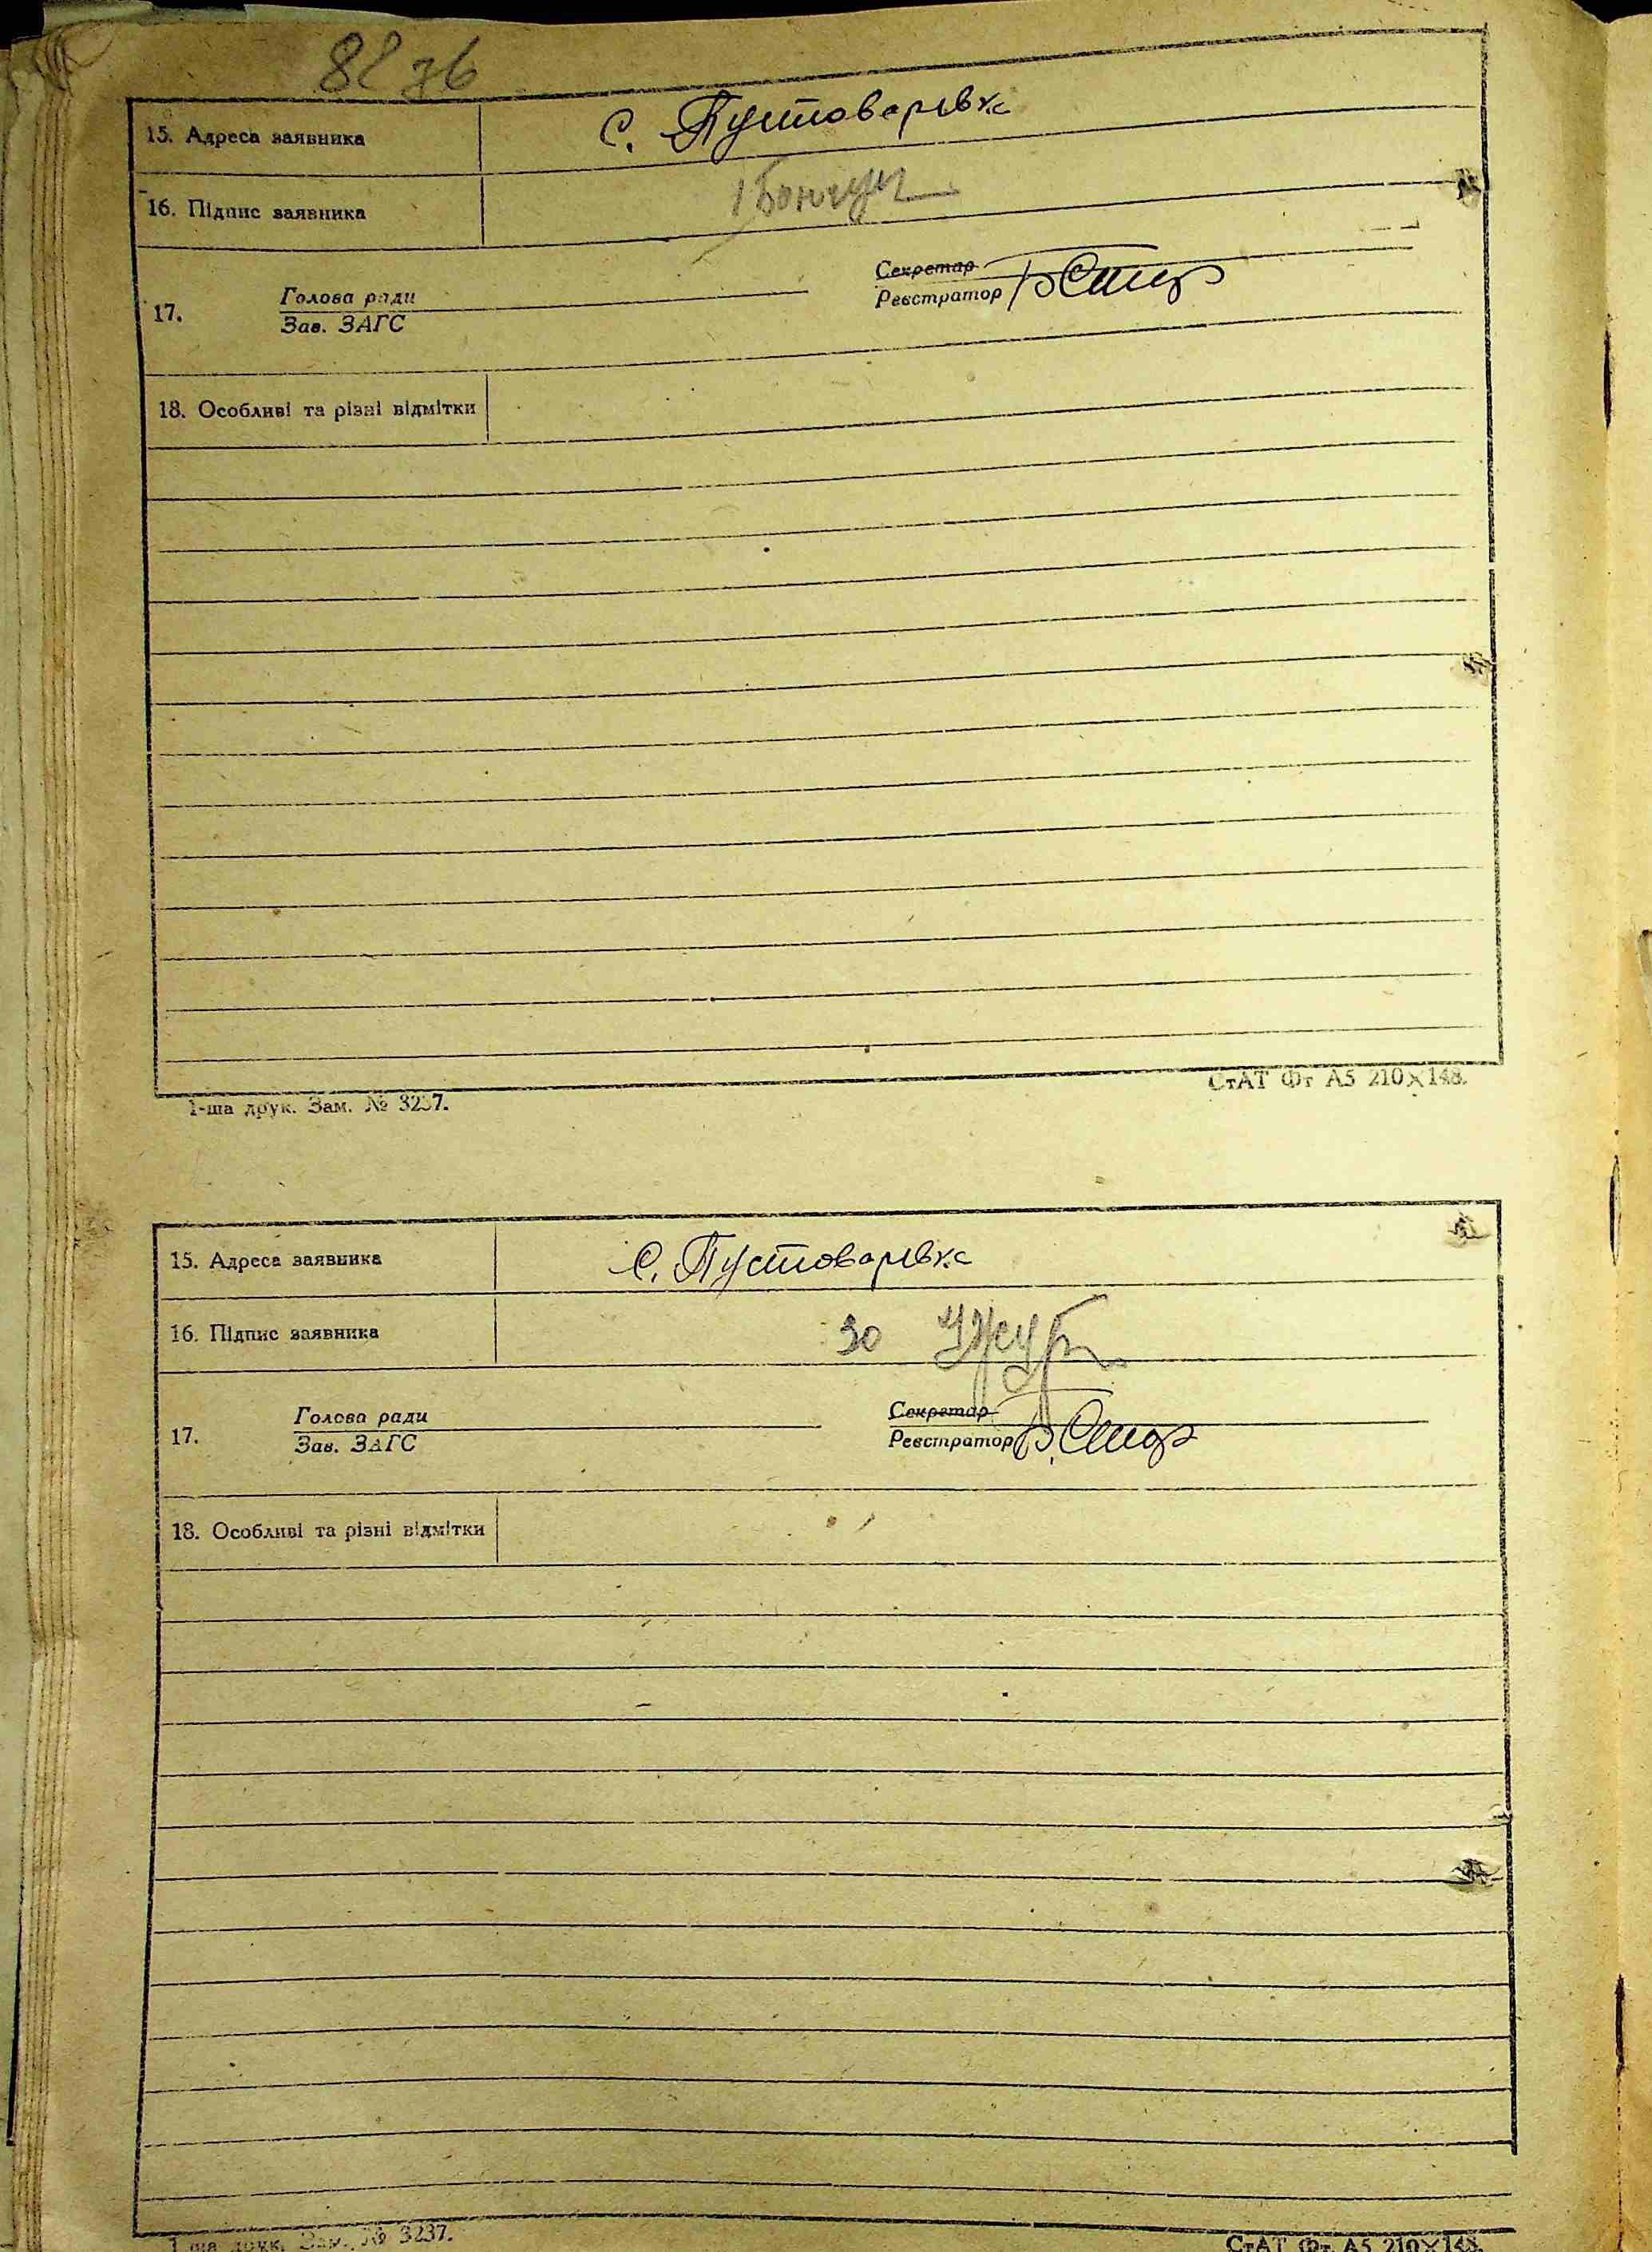 82 зв
15. Адреса заявника с. Пустоварівка
16. Підпис заявника
Секретар
Голова ради
Реєстратор
17.
Зав. ЗАГС
18. Особливі та різні відмітки
СтАТ Фт А5 210×148.
1-ша друк. Зам. № 3237.
15. Адреса заявника с. Пустоварівка
16. Підпис заявника за
Голова ради Секретар
17.
Зав. ЗАГС Реєстратор
18. Особливі та різні відмітки
1-ша друк. Зам. № 3237.
СтАТ Фт. А5 210×148.